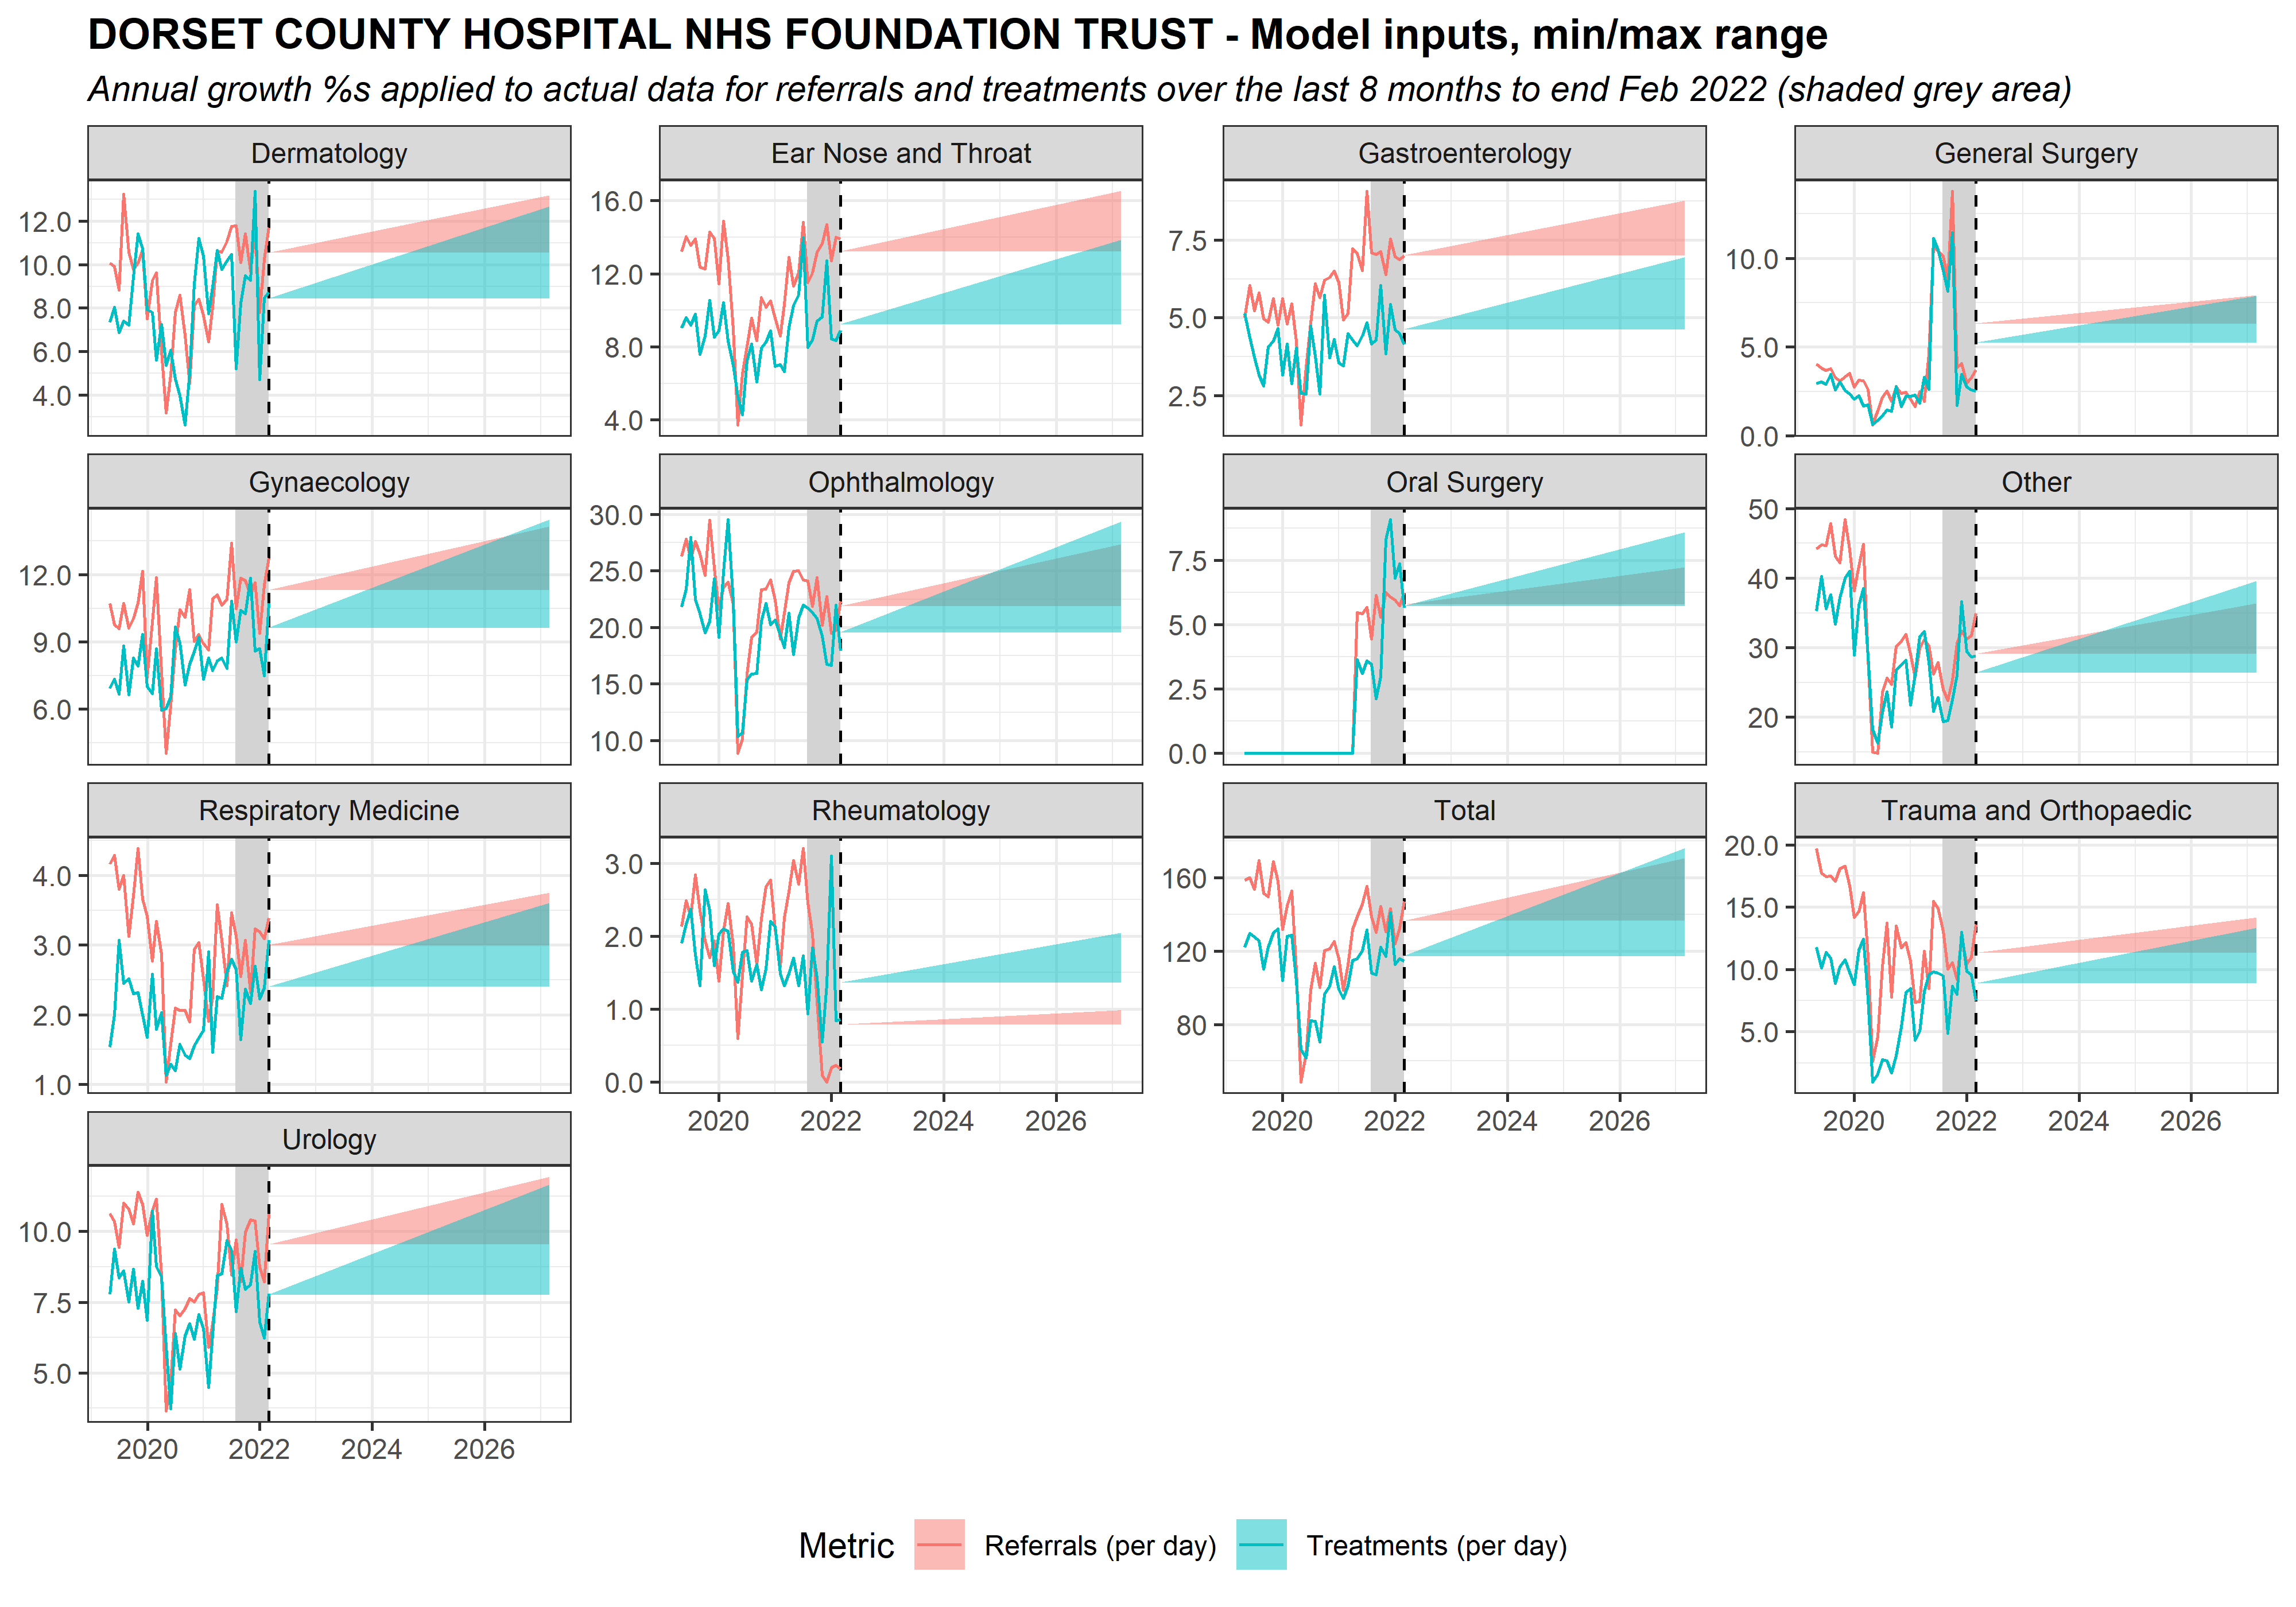 DORSET COUNTY HOSPITAL NHS FOUNDATION TRUST - Model inputs, min/max range
Annual growth %s applied to actual data for referrals and treatments over the last 8 months to end Feb 2022 (shaded grey area)
Dermatology
12.0
10.0
8.0
6.0
4.0
Ear Nose and Throat
16.0
12.0
8.0
4.0
Gastroenterology
7.5
5.0
2.5
General Surgery
10.0
5.0
0.0
Gynaecology
12.0
9.0
6.0
Ophthalmology
30.0
25.0
20.0
15.0
10.0
Oral Surgery
7.5
5.0
2.5
0.0
Other
50
40
30
20
Respiratory Medicine
4.0
3.0
2.0
1.0
Rheumatology
3.0
2.0
1.0
0.0
2020 2022 2024 2026
Total
160
120
80
2020 2022 2024 2026
Trauma and Orthopaedic
20.0
15.0
10.0
5.0
2020 2022 2024 2026
Urology
10.0
7.5
5.0
2020 2022 2024 2026
Metric Referrals (per day) Treatments (per day)